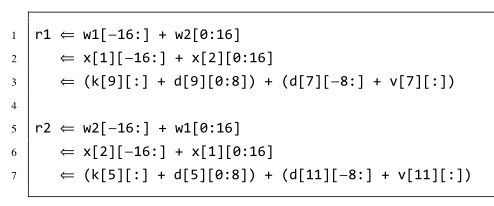 1 r1 ⇐ w1[−16:] + w2[0:16]
2 ⇐ x[1][−16:] + x[2][0:16]
3 ⇐ (k[9][:] + d[9][0:8]) + (d[7][−8:] + v[7][:])
4
5 r2 ⇐ w2[−16:] + w1[0:16]
6 ⇐ x[2][−16:] + x[1][0:16]
7 ⇐ (k[5][:] + d[5][0:8]) + (d[11][−8:] + v[11][:])